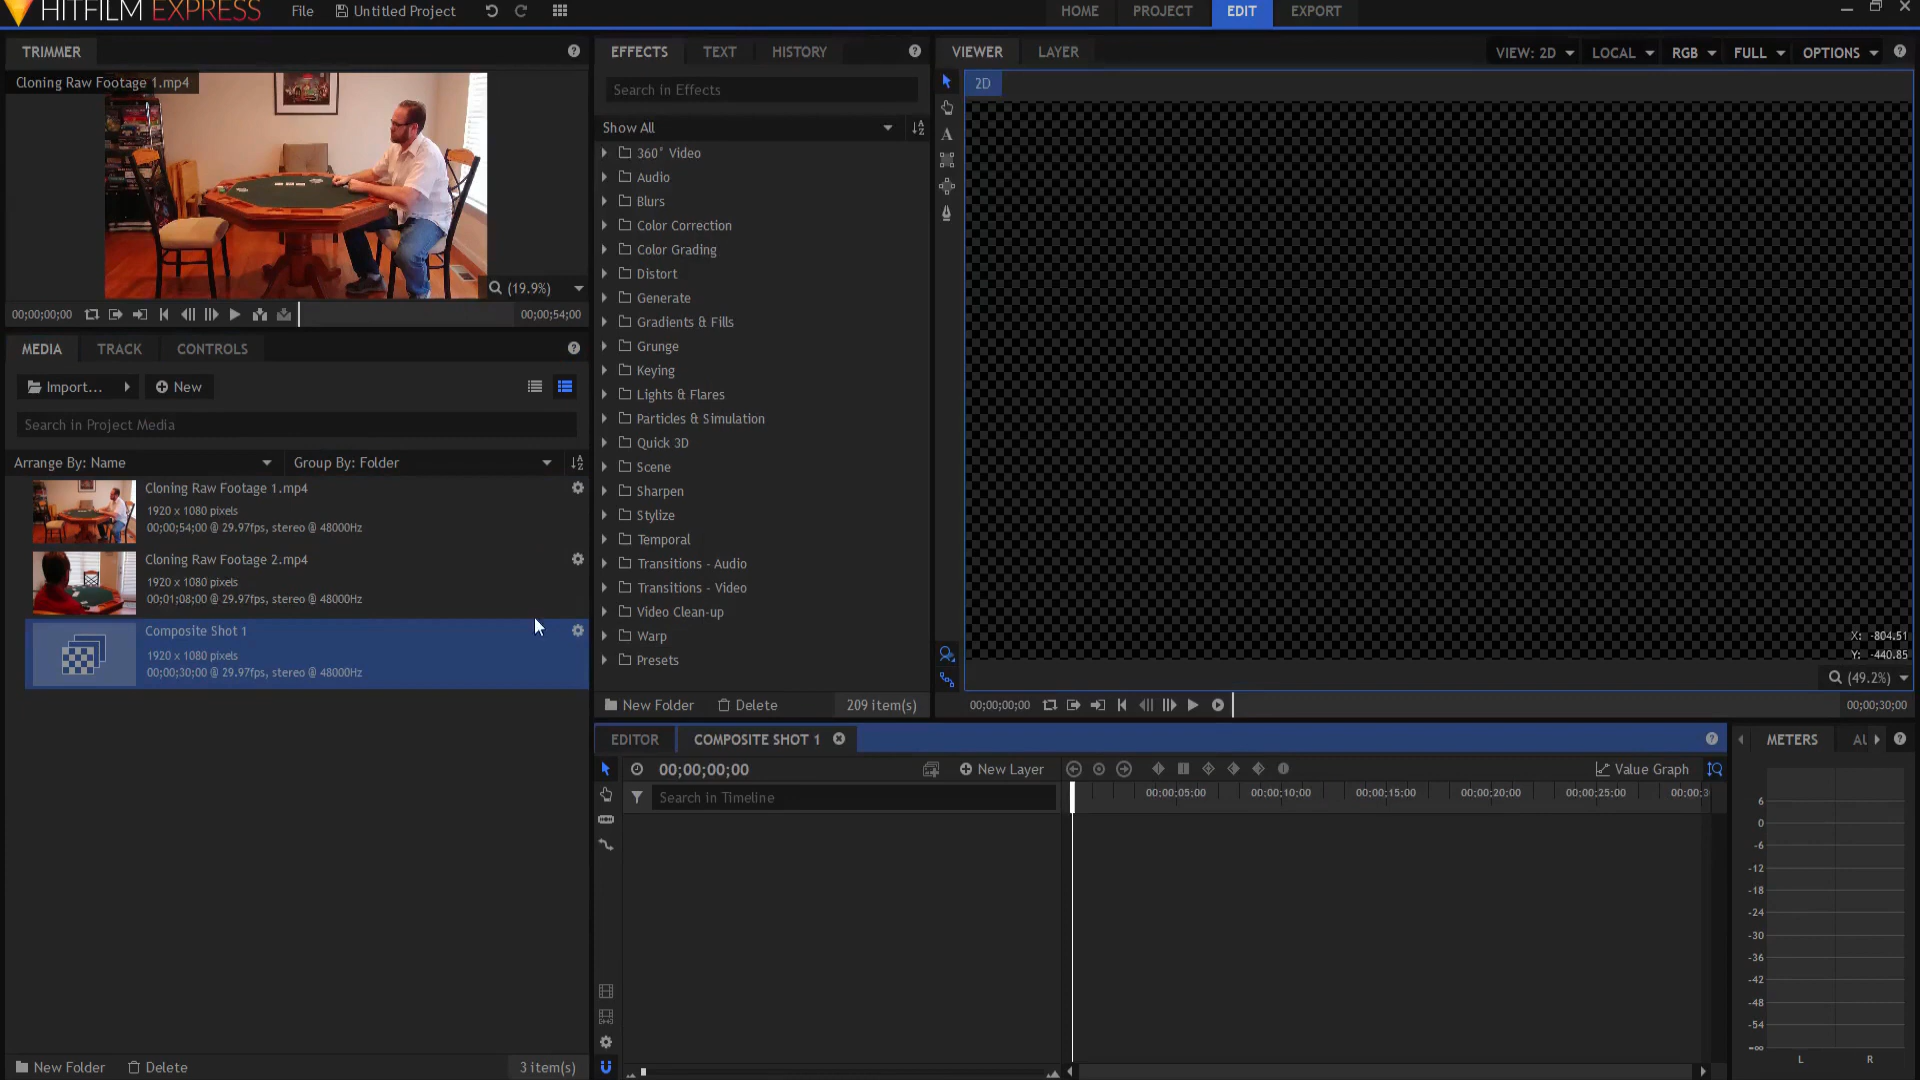 HITFILM EXPRESS File Untitled Project HOME PROJECT EDIT EXPORT
TRIMMER
Cloning Raw Footage 1.mp4
(19.9%)
00;00;00;00 00;00;54;00
MEDIA TRACK CONTROLS
Import... New
Search in Project Media
Arrange By: Name Group By: Folder
Cloning Raw Footage 1.mp4
1920 x 1080 pixels
00;00;54;00 @ 29.97fps, stereo @ 48000Hz
Cloning Raw Footage 2.mp4
1920 x 1080 pixels
00;01;08;00 @ 29.97fps, stereo @ 48000Hz
Composite Shot 1
1920 x 1080 pixels
00;00;30;00 @ 29.97fps, stereo @ 48000Hz
New Folder Delete 3 item(s)
EFFECTS TEXT HISTORY
Search in Effects
Show All
360° Video
Audio
Blurs
Color Correction
Color Grading
Distort
Generate
Gradients & Fills
Grunge
Keying
Lights & Flares
Particles & Simulation
Quick 3D
Scene
Sharpen
Stylize
Temporal
Transitions - Audio
Transitions - Video
Video Clean-up
Warp
Presets
New Folder Delete 209 item(s)
VIEWER LAYER VIEW: 2D LOCAL RGB FULL OPTIONS
2D
X: -804.51
Y: -440.85
(49.2%)
00;00;00;00 00;00;30;00
EDITOR COMPOSITE SHOT 1
00;00;00;00 New Layer Value Graph
Search in Timeline 00;00;05;00 00;00;10;00 00;00;15;00 00;00;20;00 00;00;25;00 00;00;3
METERS
6
0
-6
-12
-18
-24
-30
-36
-42
-48
-54
-∞
L R